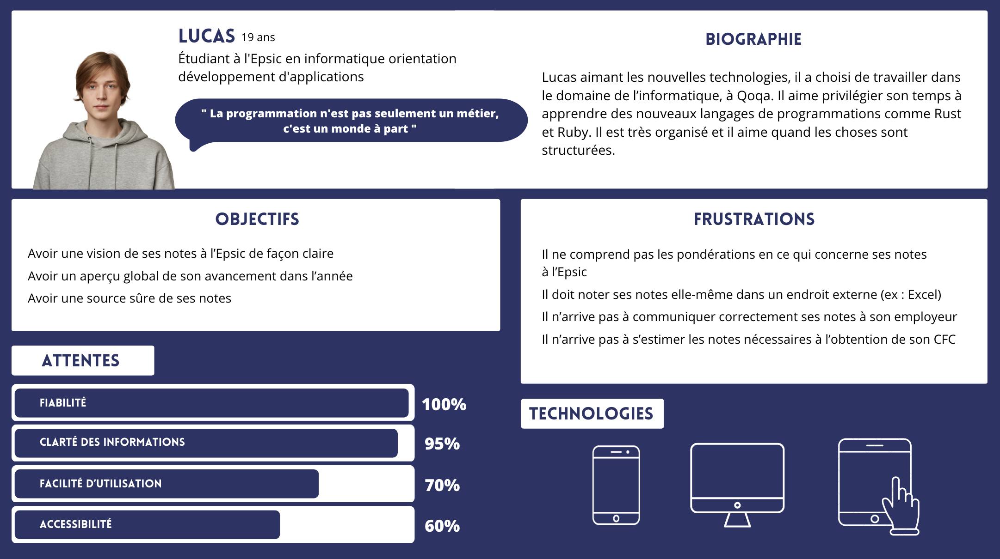 LUCAS 19 ans
Étudiant à l'Epsic en informatique orientation
développement d'applications
" La programmation n'est pas seulement un métier,
c'est un monde à part "
BIOGRAPHIE
Lucas aimant les nouvelles technologies, il a choisi de travailler dans
le domaine de l’informatique, à Qoqa. Il aime privilégier son temps à
apprendre des nouveaux langages de programmations comme Rust
et Ruby. Il est très organisé et il aime quand les choses sont
structurées.
OBJECTIFS
Avoir une vision de ses notes à l’Epsic de façon claire
Avoir un aperçu global de son avancement dans l’année
Avoir une source sûre de ses notes
FRUSTRATIONS
Il ne comprend pas les pondérations en ce qui concerne ses notes
à l’Epsic
Il doit noter ses notes elle-même dans un endroit externe (ex : Excel)
Il n’arrive pas à communiquer correctement ses notes à son employeur
Il n’arrive pas à s’estimer les notes nécessaires à l’obtention de son CFC
ATTENTES
FIABILITÉ 100%
CLARTÉ DES INFORMATIONS 95%
FACILITÉ D’UTILISATION 70%
ACCESSIBILITÉ 60%
TECHNOLOGIES